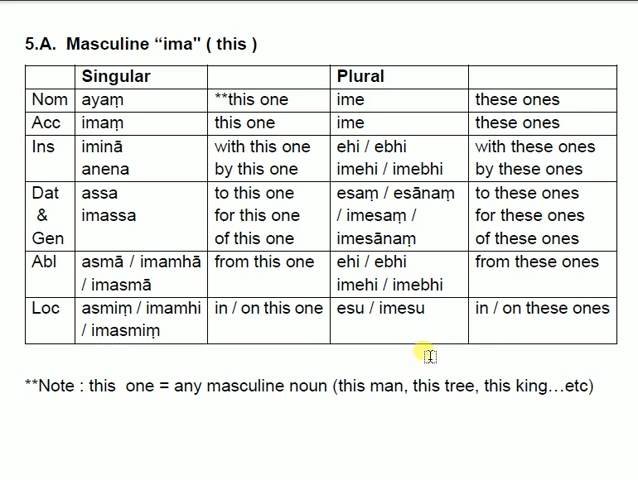 5.A. Masculine “ima" ( this )
Singular Plural
Nom ayaṃ **this one ime these ones
Acc imaṃ this one ime these ones
Ins iminā with this one ehi / ebhi with these ones
anena by this one imehi / imebhi by these ones
Dat assa to this one esaṃ / esānaṃ to these ones
& imassa for this one / imesaṃ / for these ones
Gen of this one imesānaṃ of these ones
Abl asmā / imamhā from this one ehi / ebhi from these ones
/ imasmā imehi / imebhi
Loc asmiṃ / imamhi in / on this one esu / imesu in / on these ones
/ imasmiṃ
**Note : this one = any masculine noun (this man, this tree, this king…etc)